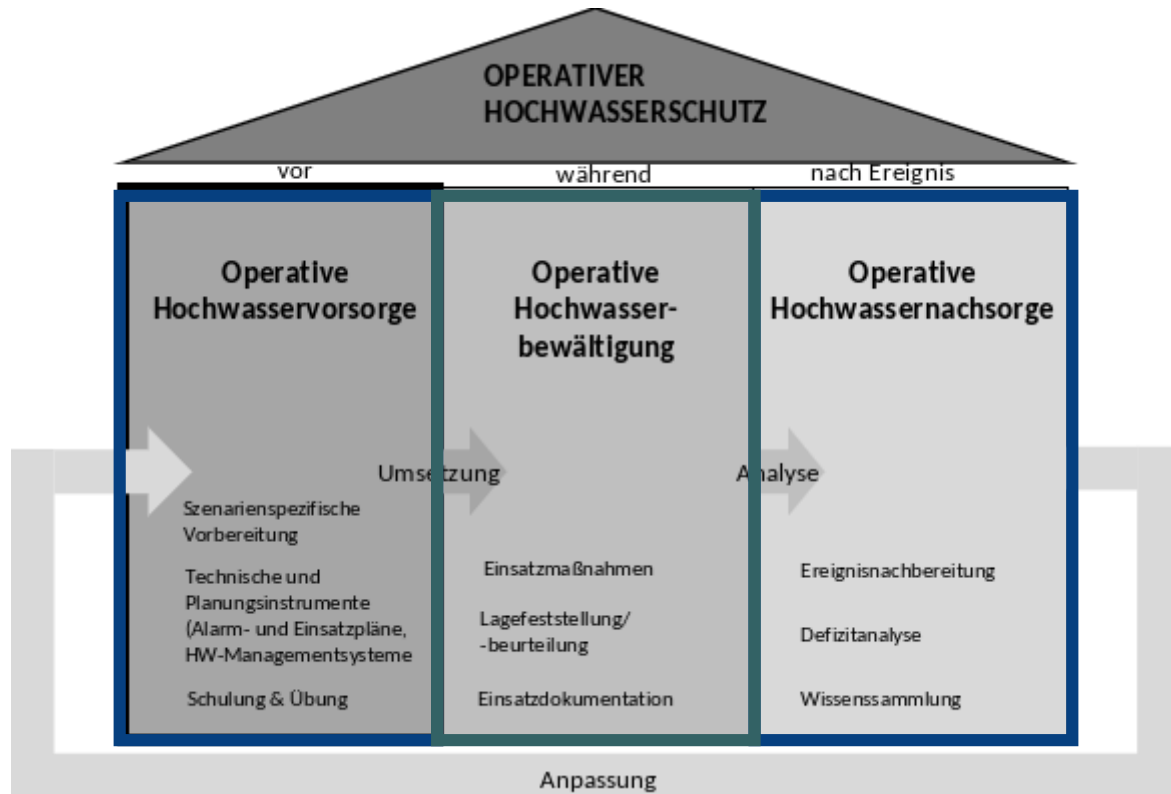 OPERATIVER
HOCHWASSERSCHUTZ
vor
während
nach Ereignis
Operative
Hochwasservorsorge
Operative
Hochwasser-
bewältigung
Operative
Hochwassernachsorge
Umsetzung
Analyse
Szenarienspezifische
Vorbereitung
Technische und
Planungsinstrumente
(Alarm- und Einsatzpläne,
HW-Managementsysteme
Schulung & Übung
Einsatzmaßnahmen
Lagefeststellung/
-beurteilung
Einsatzdokumentation
Ereignisnachbereitung
Defizitanalyse
Wissenssammlung
Anpassung